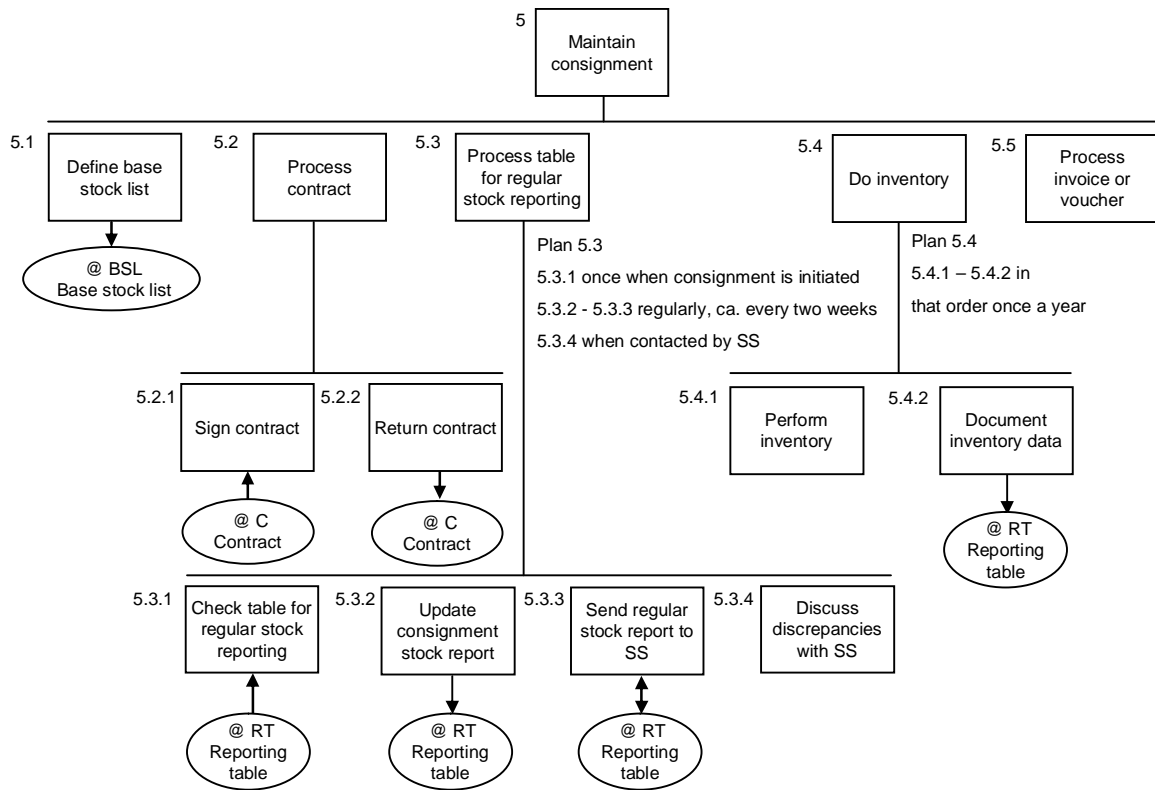 5
Maintain
consignment
5.1
Define base
stock list
@ BSL
Base stock list
5.2
Process
contract
5.3
Process table
for regular
stock reporting
5.4
Do inventory
5.5
Process
invoice or
voucher
Plan 5.3
5.3.1 once when consignment is initiated
5.3.2 - 5.3.3 regularly, ca. every two weeks
5.3.4 when contacted by SS
Plan 5.4
5.4.1 – 5.4.2 in
that order once a year
5.2.1
Sign contract
@ C
Contract
5.2.2
Return contract
@ C
Contract
5.4.1
Perform
inventory
5.4.2
Document
inventory data
@ RT
Reporting
table
5.3.1
Check table for
regular stock
reporting
@ RT
Reporting
table
5.3.2
Update
consignment
stock report
@ RT
Reporting
table
5.3.3
Send regular
stock report to
SS
@ RT
Reporting
table
5.3.4
Discuss
discrepancies
with SS